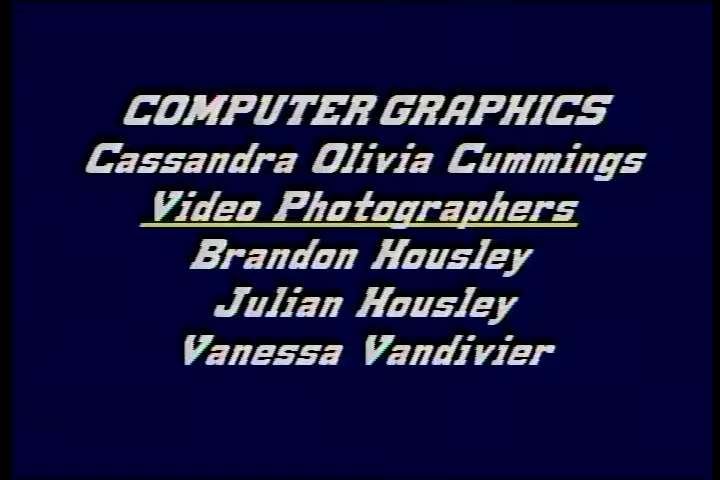 COMPUTER GRAPHICS
Cassandra Olivia Cummings
Video Photographers
Brandon Housley
Julian Housley
Vanessa Vandivier